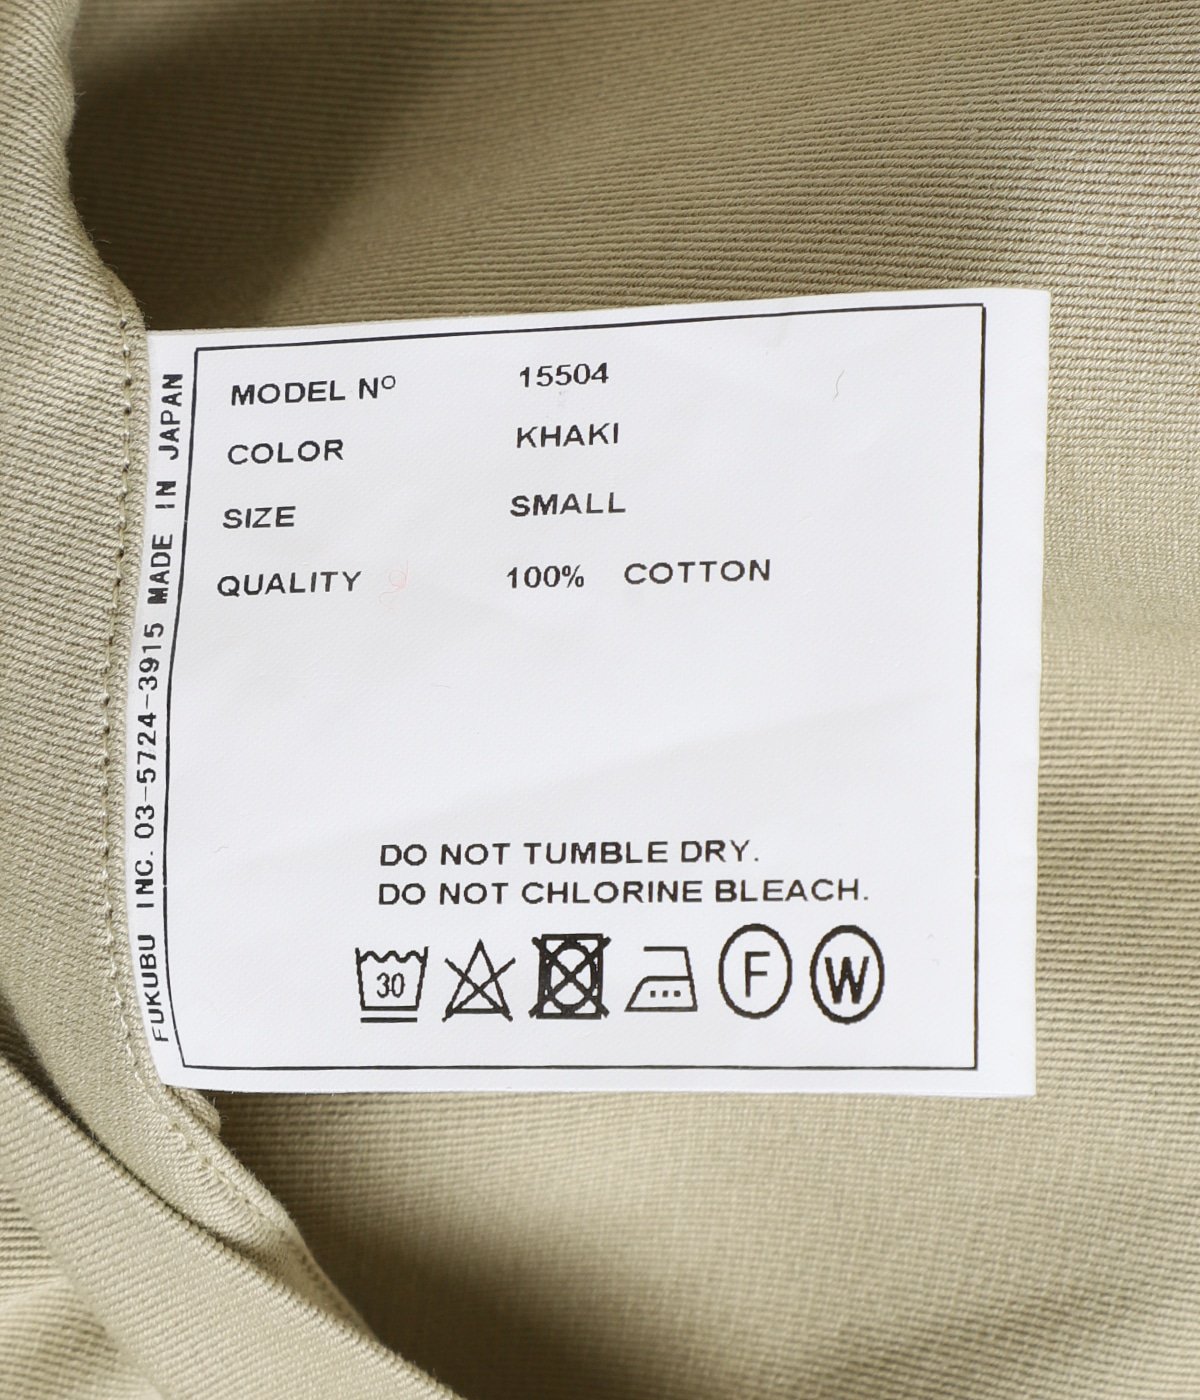 MODEL Nº 15504
COLOR KHAKI
SIZE SMALL
QUALITY 100% COTTON
DO NOT TUMBLE DRY.
DO NOT CHLORINE BLEACH.
30 F W
FUKUBU INC. 03-5724-3915 MADE IN JAPAN